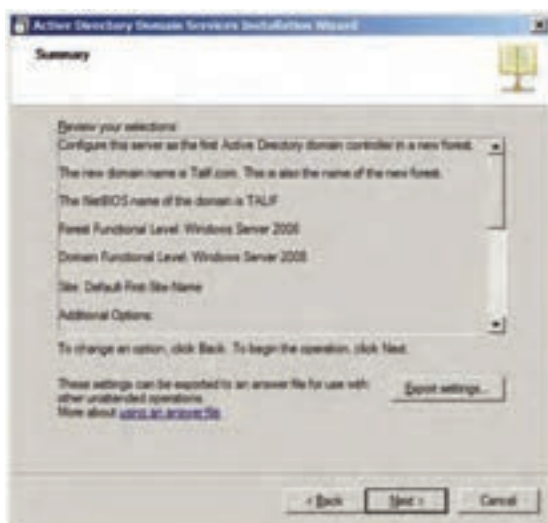 Active Directory Domain Services Installation Wizard
Summary
Review your selections:
Configure this server as the first Active Directory domain controller in a new forest.
The new domain name is Talif.com. This is also the name of the new forest.
The NetBIOS name of the domain is TALIF
Forest Functional Level: Windows Server 2008
Domain Functional Level: Windows Server 2008
Site: Default-First-Site-Name
Additional Options:
To change an option, click Back. To begin the operation, click Next.
These settings can be exported to an answer file for use with
other unattended operations.
More about using an answer file
Export settings...
< Back
Next >
Cancel